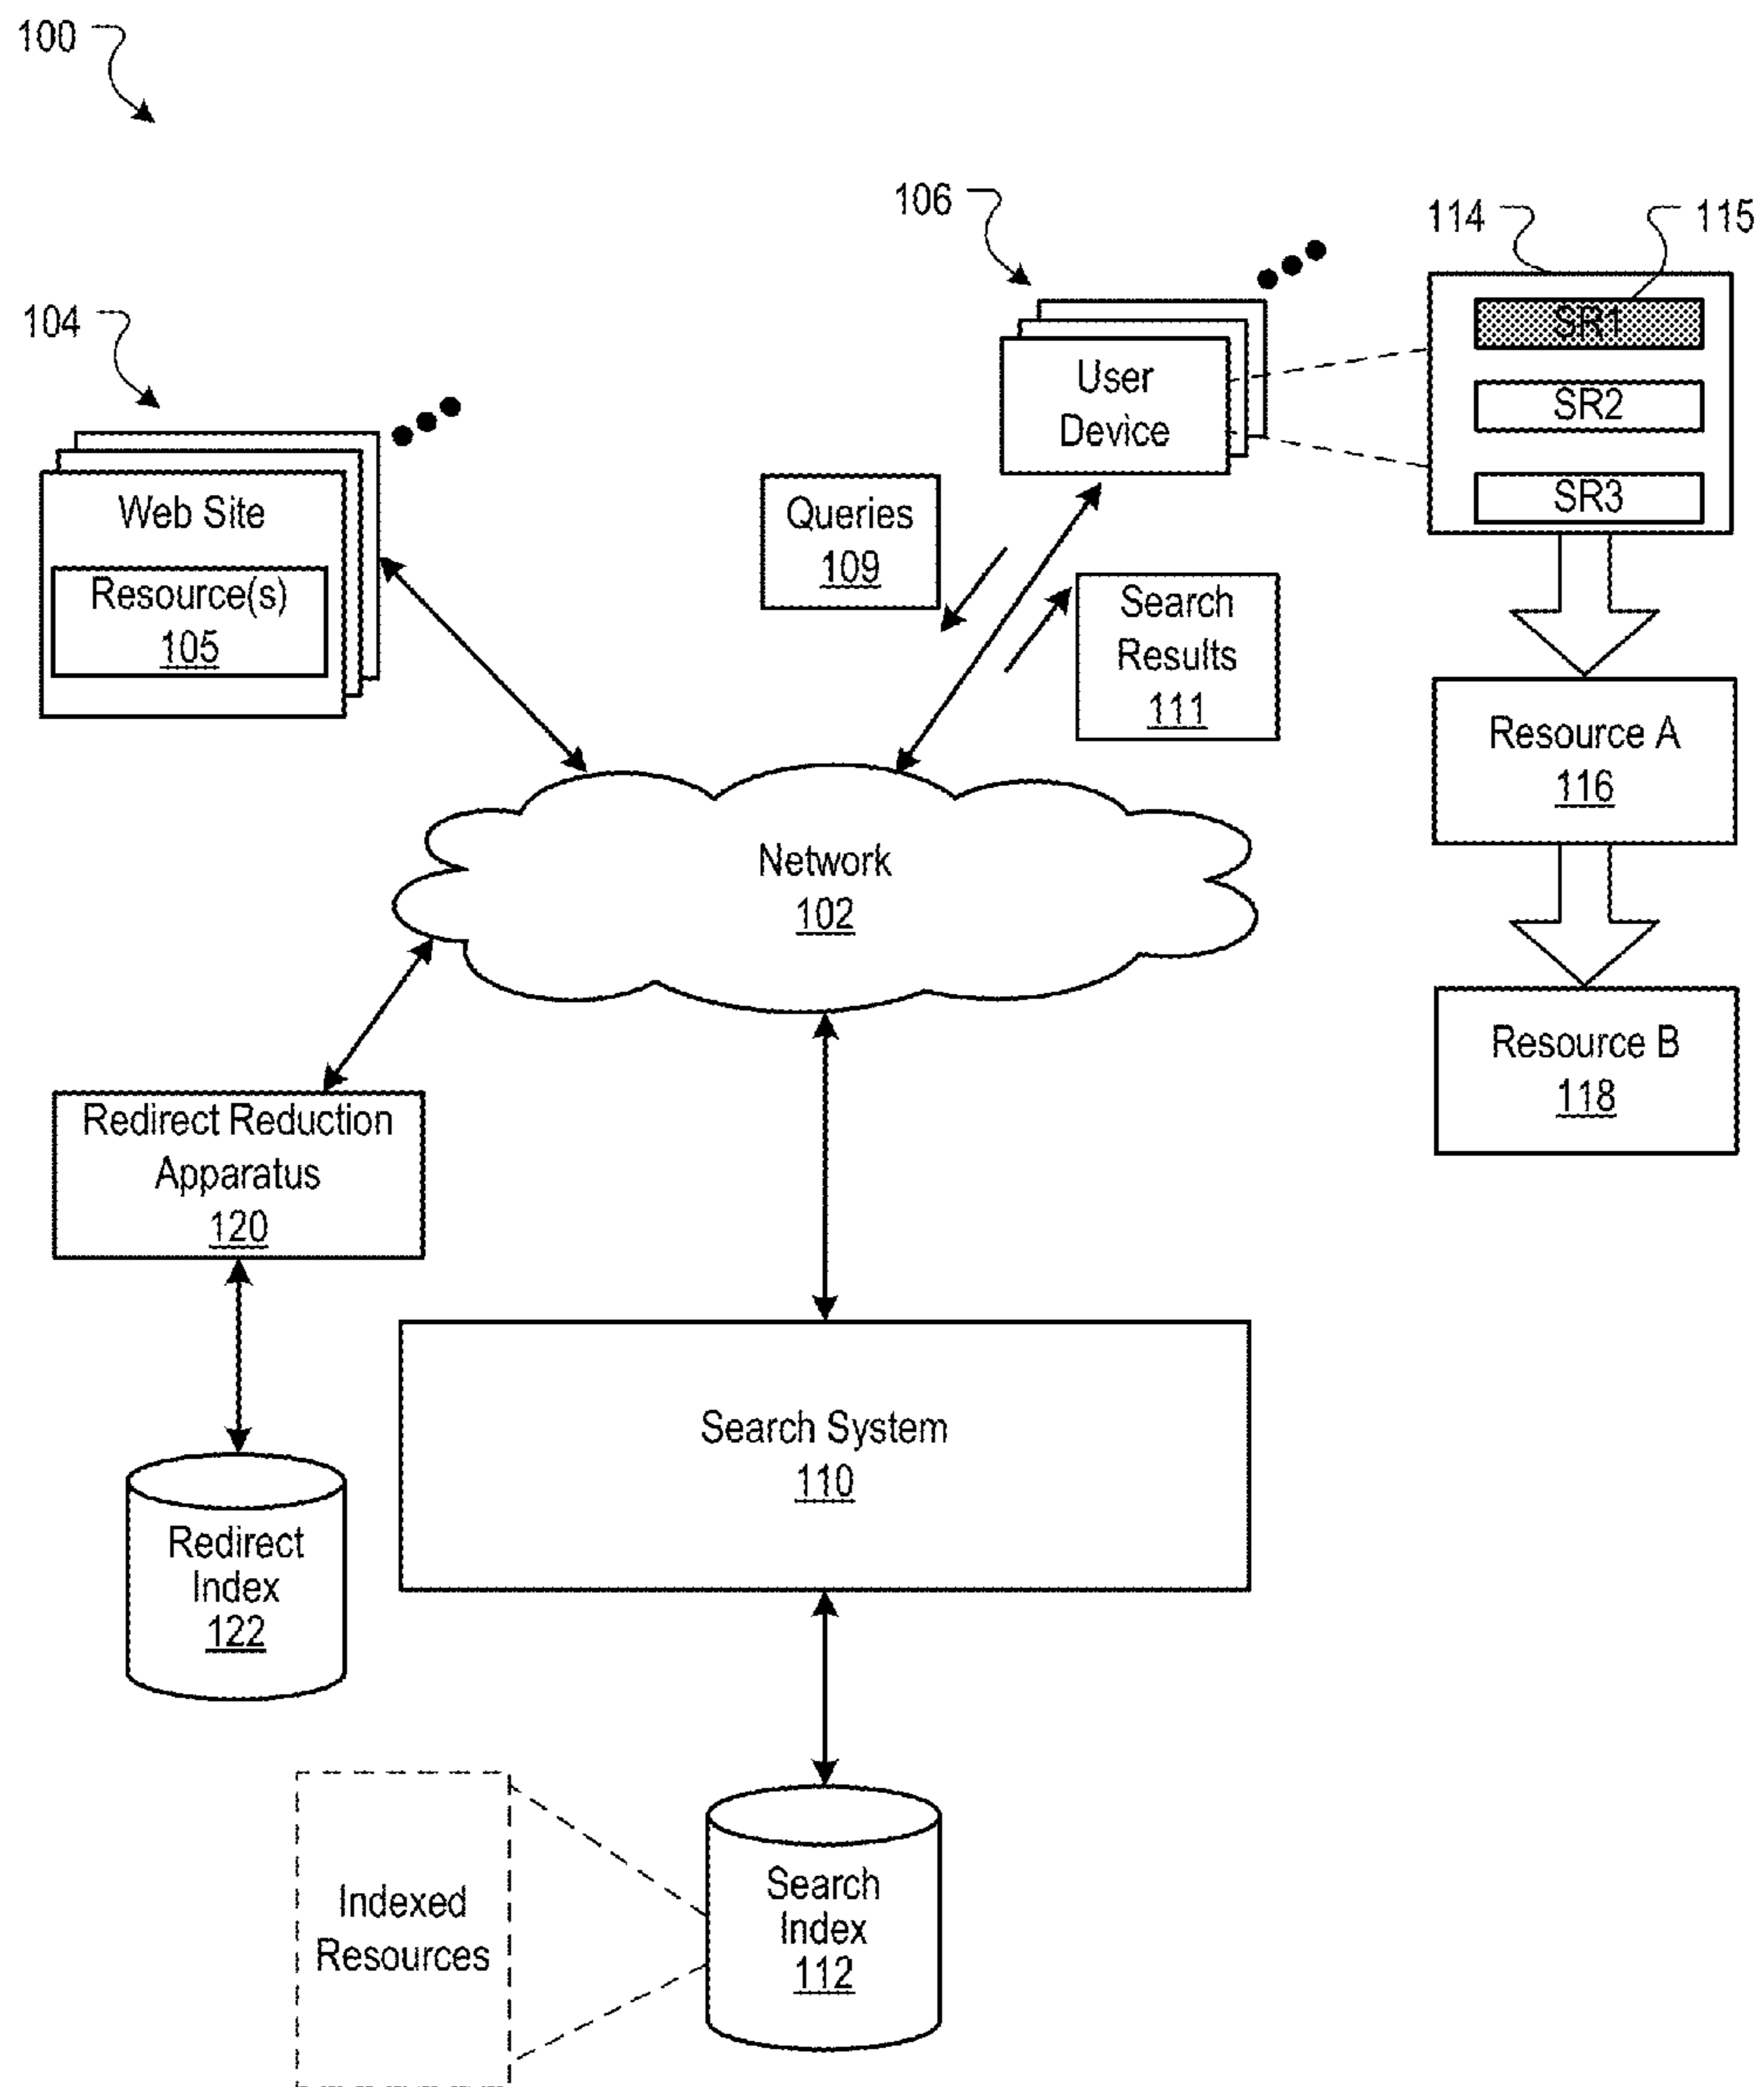 100
106
114
115
104
SR1
User
Device
SR2
SR3
Web Site
Resource(s)
105
Queries
109
Search
Results
111
Resource A
116
Network
102
Resource B
118
Redirect Reduction
Apparatus
120
Search System
110
Redirect
Index
122
Indexed
Resources
Search
Index
112